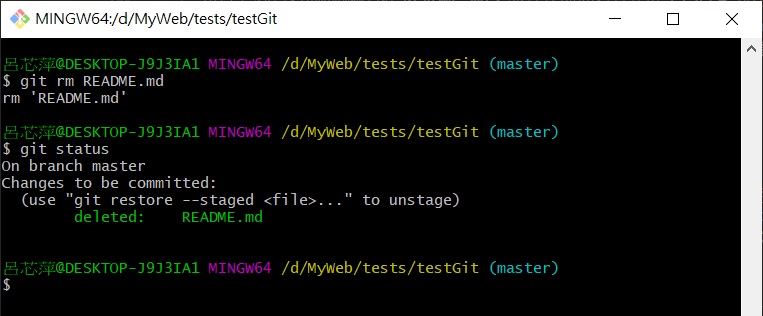 MINGW64:/d/MyWeb/tests/testGit
呂芯萍@DESKTOP-J9J3IA1 MINGW64 /d/MyWeb/tests/testGit (master)
$ git rm README.md
rm 'README.md'
呂芯萍@DESKTOP-J9J3IA1 MINGW64 /d/MyWeb/tests/testGit (master)
$ git status
On branch master
Changes to be committed:
  (use "git restore --staged <file>..." to unstage)
        deleted:    README.md
呂芯萍@DESKTOP-J9J3IA1 MINGW64 /d/MyWeb/tests/testGit (master)
$